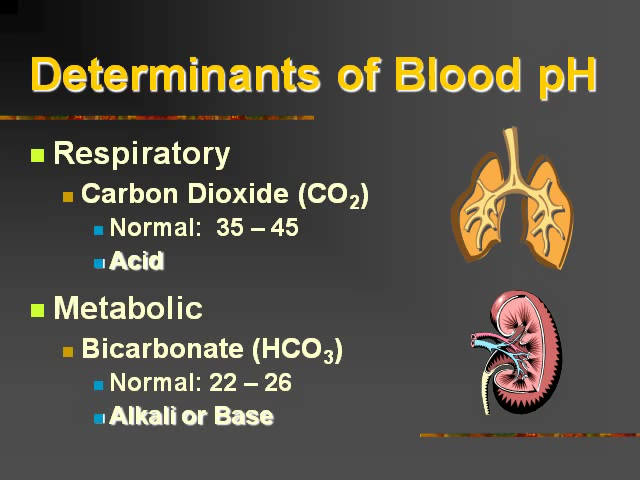 Determinants of Blood pH
Respiratory
Carbon Dioxide (CO₂)
Normal: 35 – 45
Acid
Metabolic
Bicarbonate (HCO₃)
Normal: 22 – 26
Alkali or Base